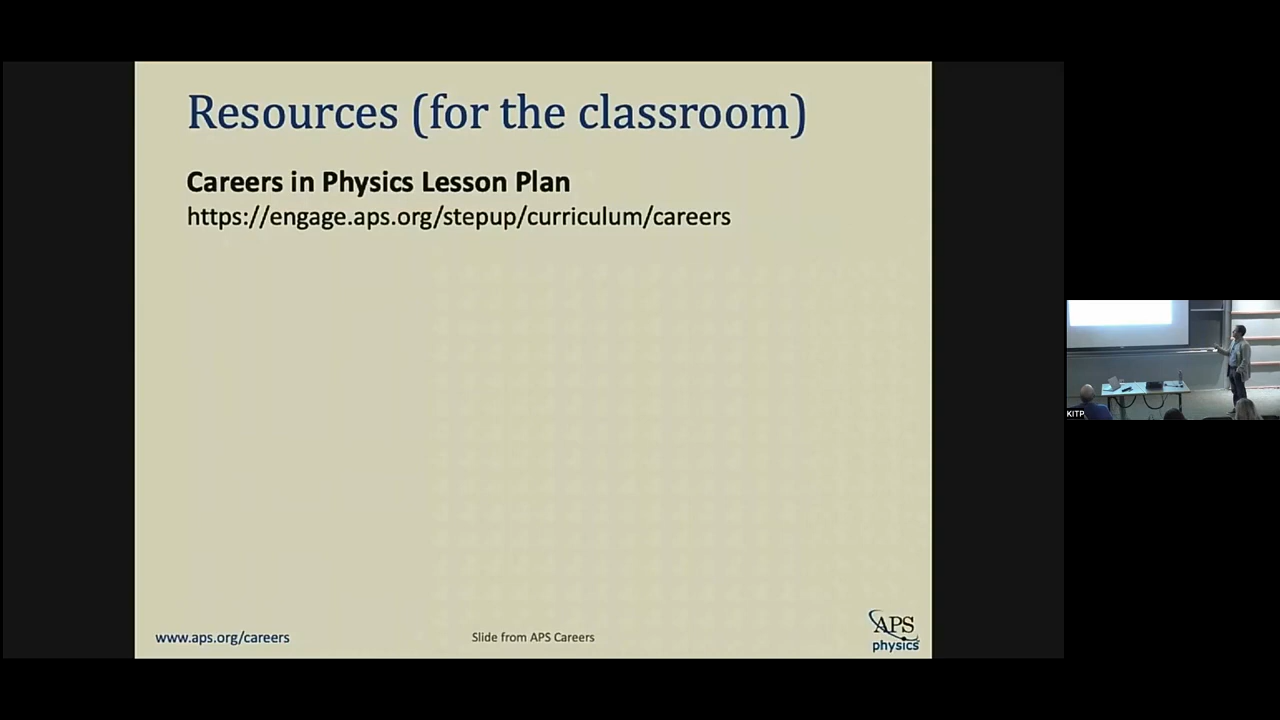 Resources (for the classroom)
Careers in Physics Lesson Plan
https://engage.aps.org/stepup/curriculum/careers
www.aps.org/careers
Slide from APS Careers
APS
physics
KITP